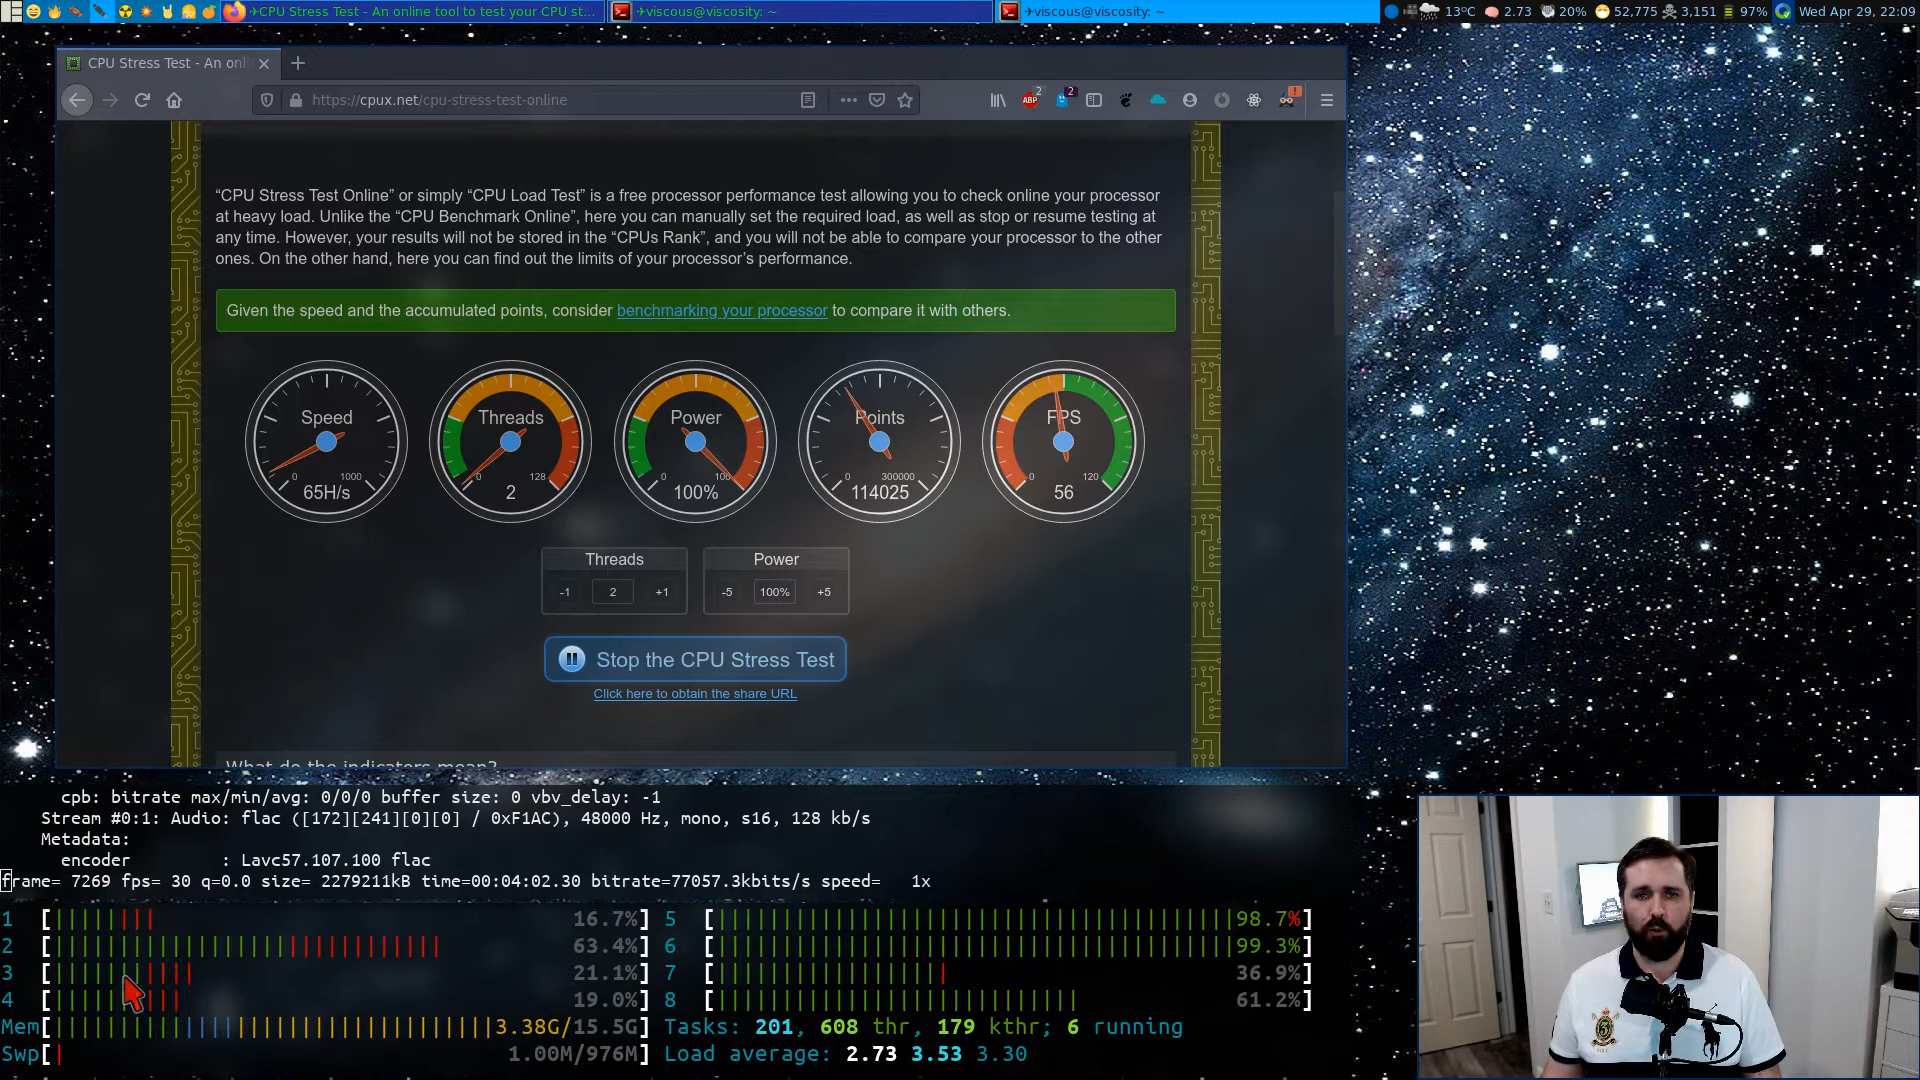 ✈CPU Stress Test - An online tool to test your CPU st...
✈viscous@viscosity: ~
✈viscous@viscosity: ~
13°C 2.73 20% 52,775 3,151 97% Wed Apr 29, 22:09
CPU Stress Test - An onl
https://cpux.net/cpu-stress-test-online
ABP 2 2 !
“CPU Stress Test Online” or simply “CPU Load Test” is a free processor performance test allowing you to check online your processor
at heavy load. Unlike the “CPU Benchmark Online”, here you can manually set the required load, as well as stop or resume testing at
any time. However, your results will not be stored in the “CPUs Rank”, and you will not be able to compare your processor to the other
ones. On the other hand, here you can find out the limits of your processor’s performance.
Given the speed and the accumulated points, consider benchmarking your processor to compare it with others.
Speed Threads Power Points FPS
0 1000 0 128 0 100 0 300000 0 120
65H/s 2 100% 114025 56
Threads Power
-1 2 +1 -5 100% +5
Stop the CPU Stress Test
Click here to obtain the share URL
What do the indicators mean?
cpb: bitrate max/min/avg: 0/0/0 buffer size: 0 vbv_delay: -1
Stream #0:1: Audio: flac ([172][241][0][0] / 0xF1AC), 48000 Hz, mono, s16, 128 kb/s
Metadata:
encoder : Lavc57.107.100 flac
frame= 7269 fps= 30 q=0.0 size= 2279211kB time=00:04:02.30 bitrate=77057.3kbits/s speed= 1x
1 [|||||||||| 16.7%] 5 [|||||||||||||||||||||||||||||||||||||||98.7%]
2 [|||||||||||||||||||||||||||||| 63.4%] 6 [|||||||||||||||||||||||||||||||||||||||99.3%]
3 [||||||||||| 21.1%] 7 [|||||||||||||||||| 36.9%]
4 [|||||||||| 19.0%] 8 [|||||||||||||||||||||||||||| 61.2%]
Mem[||||||||||||||||||||||||||||||||||3.38G/15.5G] Tasks: 201, 608 thr, 179 kthr; 6 running
Swp[| 1.00M/976M] Load average: 2.73 3.53 3.30